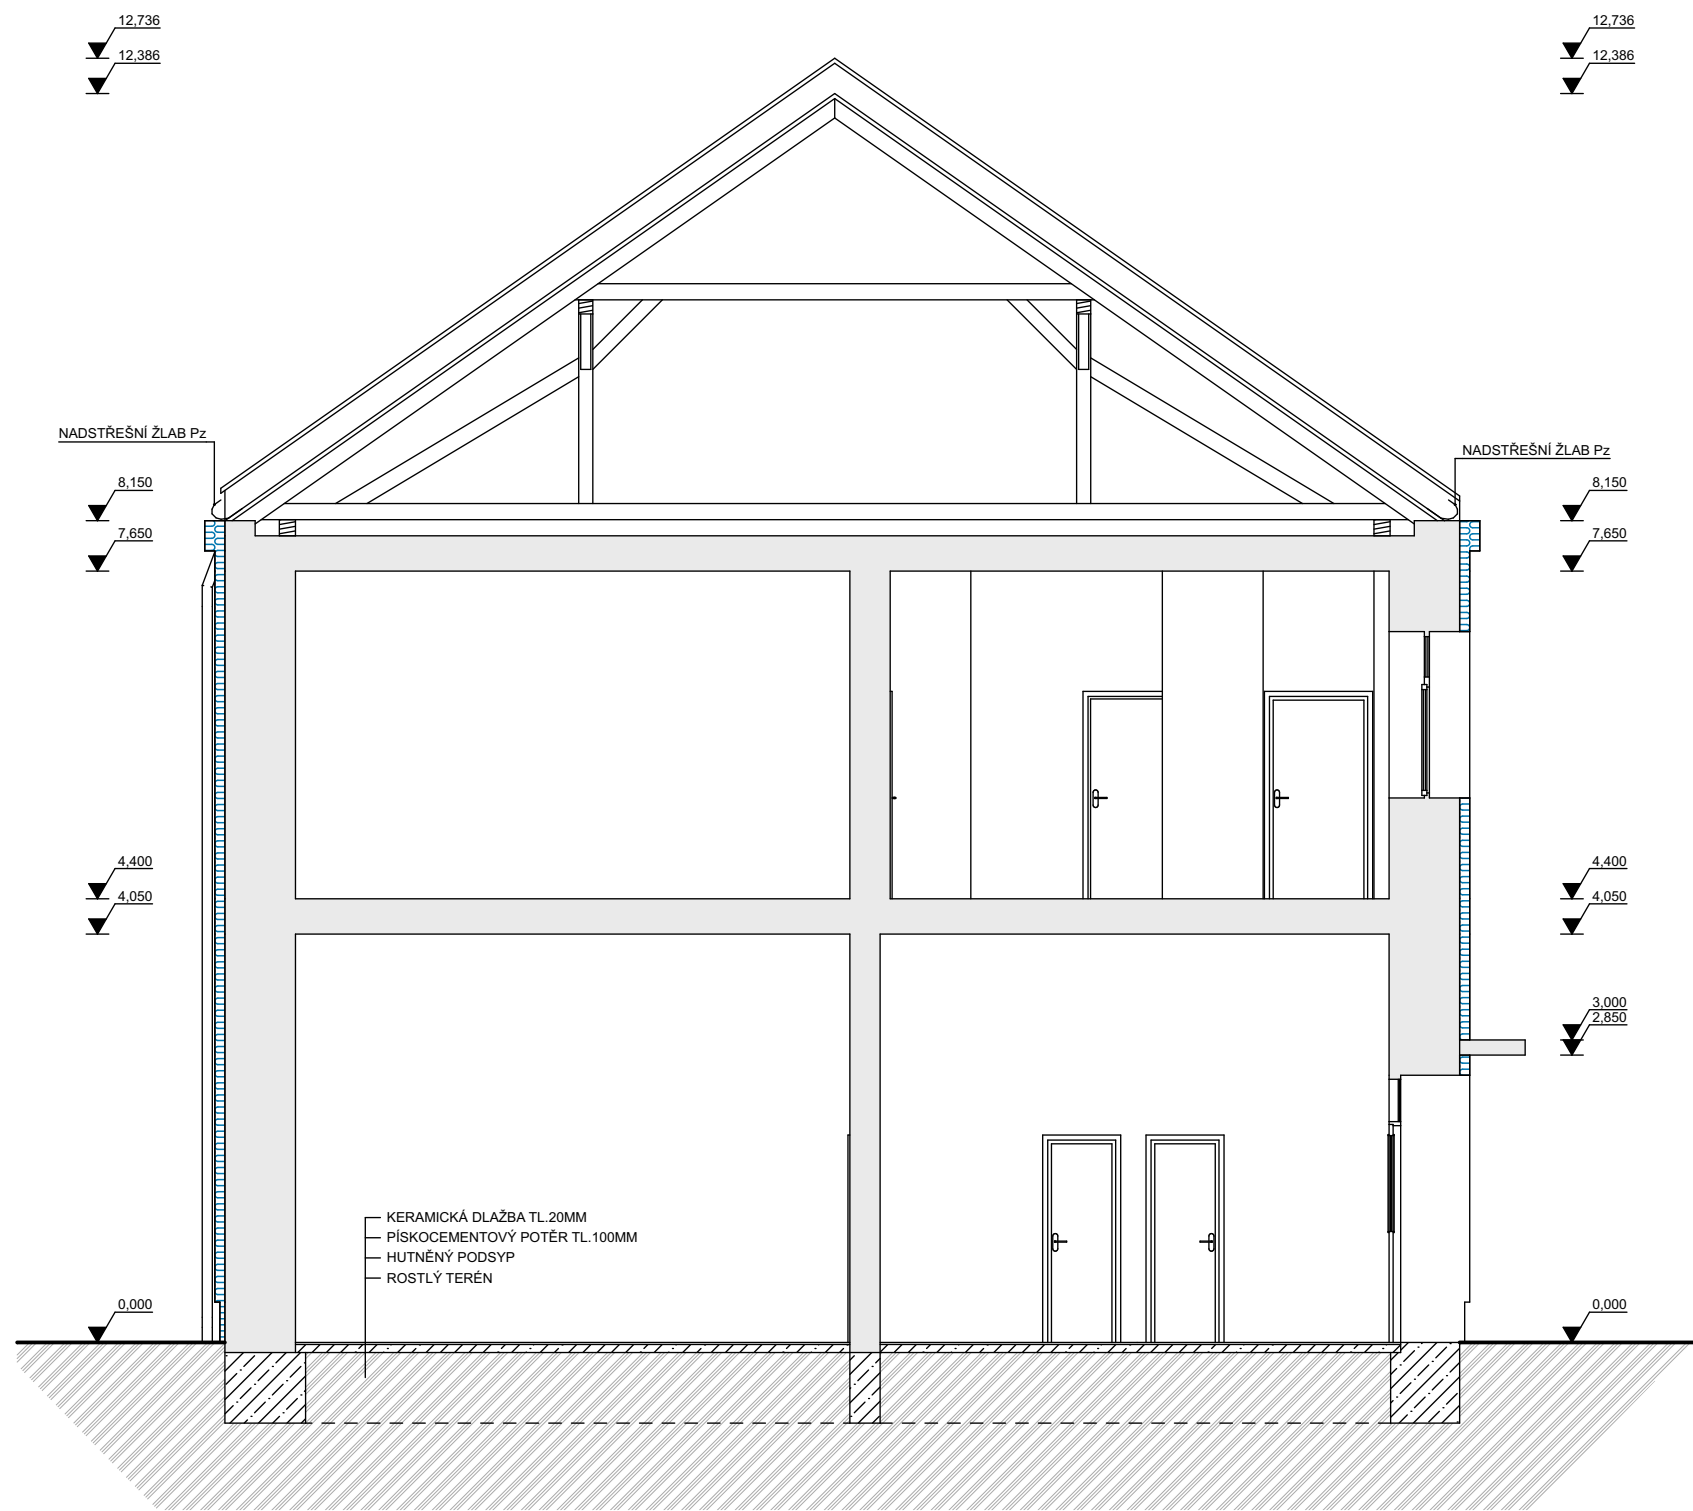 12,736
12,736
12,386
12,386
NADSTŘEŠNÍ ŽLAB Pz
NADSTŘEŠNÍ ŽLAB Pz
8,150
8,150
7,650
7,650
4,400
4,400
4,050
4,050
3,000
2,850
KERAMICKÁ DLAŽBA TL.20MM
PÍSKOCEMENTOVÝ POTĚR TL.100MM
HUTNĚNÝ PODSYP
ROSTLÝ TERÉN
0,000
0,000